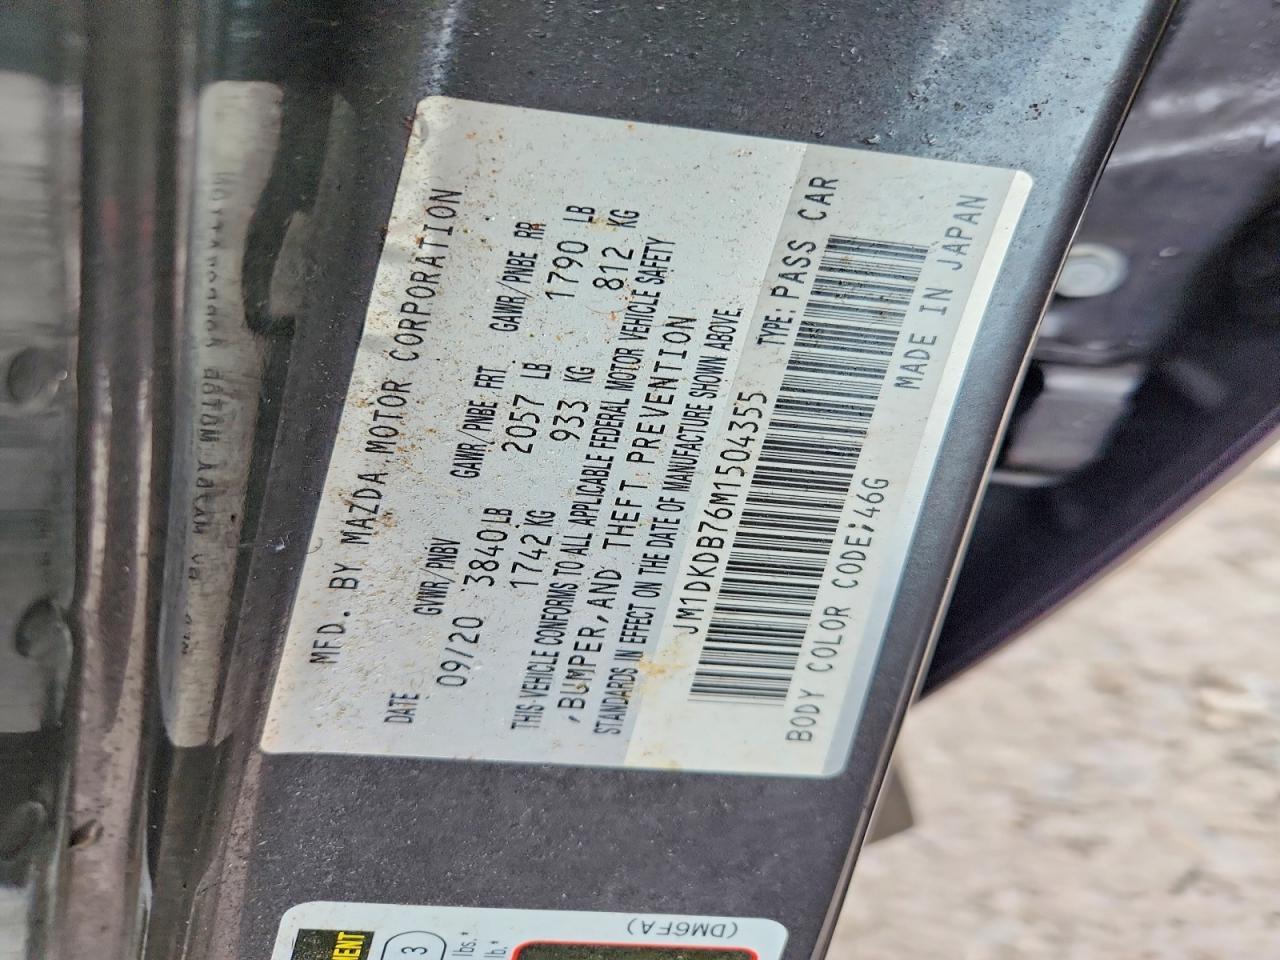 MFD. BY MAZDA MOTOR CORPORATION
DATE GVWR/PNBV GAWR/PNBE FRT. GAWR/PNBE RR
09/20 3840 LB 2057 LB 1790 LB
1742 KG 933 KG 812 KG
THIS VEHICLE CONFORMS TO ALL APPLICABLE FEDERAL MOTOR VEHICLE SAFETY
,BUMPER,AND THEFT PREVENTION
STANDARDS IN EFFECT ON THE DATE OF MANUFACTURE SHOWN ABOVE.
JM1DKDB76M1504355 TYPE: PASS CAR
BODY COLOR CODE;46G MADE IN JAPAN
(DM6FA)
3
lbs.*
lb.*